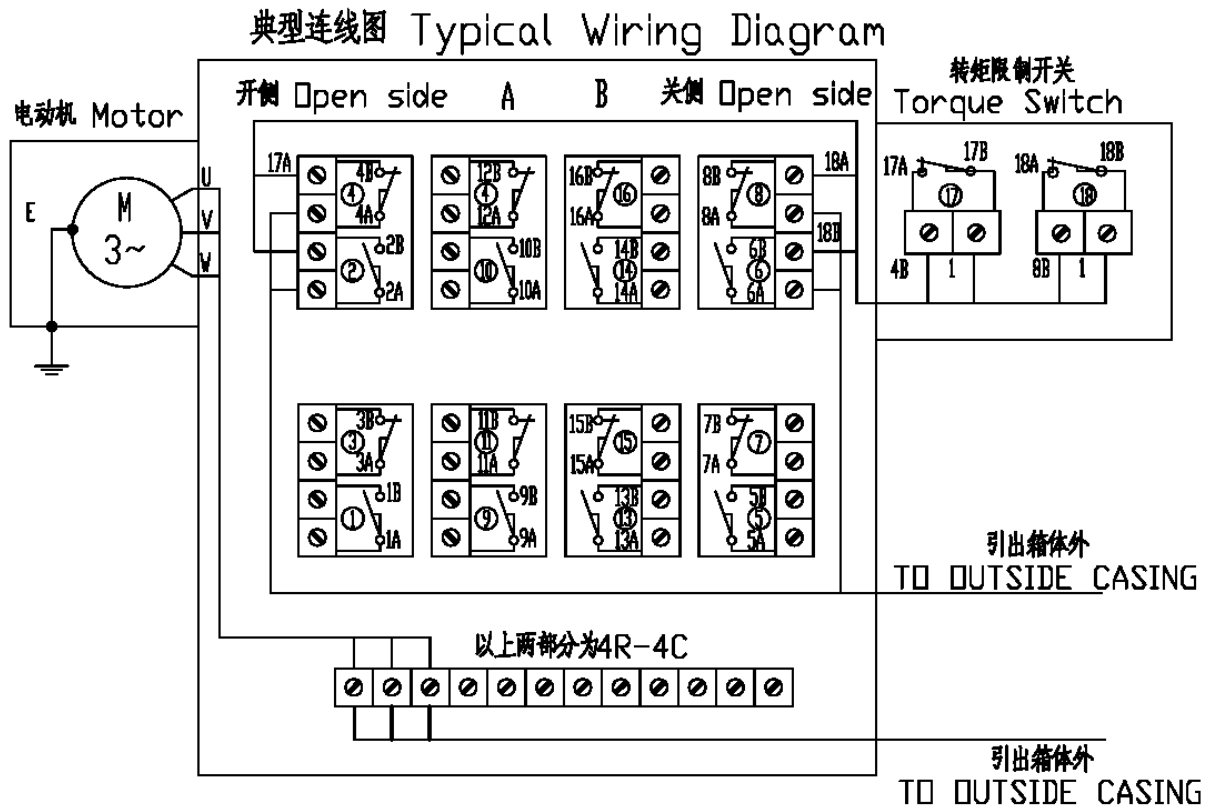 典型连线图 Typical Wiring Diagram
电动机 Motor
开侧 Open side A B 关侧 Open side
转矩限制开关
Torque Switch
E
M
3~
U
V
W
17A
4B 4 4A
2B 2 2A
12B 4 12A
10B 10 10A
16B 16 16A
14B 14 14A
8B 8 8A
6B 6 6A
18A
18B
17A 17B
17
4B 1
18A 18B
18
8B 1
3B 3 3A
1B 1 1A
11B 11 11A
9B 9 9A
15B 15 15A
13B 13 13A
7B 7 7A
5B 5 5A
引出箱体外
TO OUTSIDE CASING
以上两部分为4R-4C
引出箱体外
TO OUTSIDE CASING